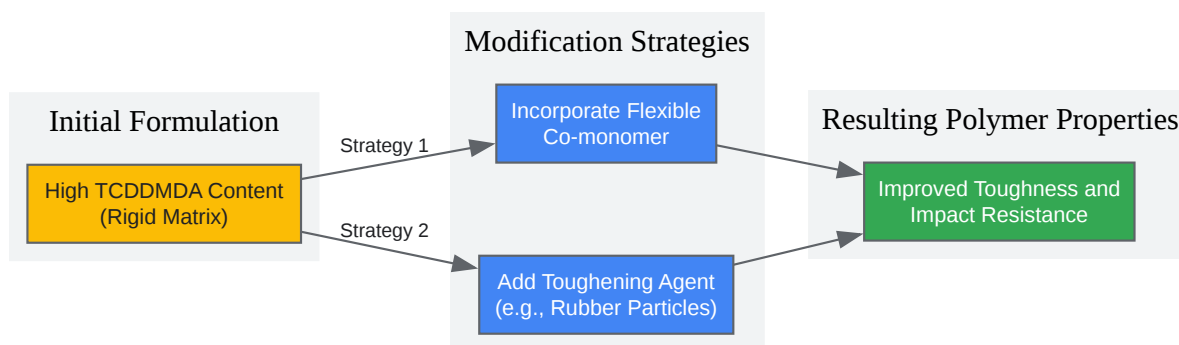 Initial Formulation
High TCDDMDA Content
(Rigid Matrix)
Strategy 1
Strategy 2
Modification Strategies
Incorporate Flexible
Co-monomer
Add Toughening Agent
(e.g., Rubber Particles)
Resulting Polymer Properties
Improved Toughness and
Impact Resistance